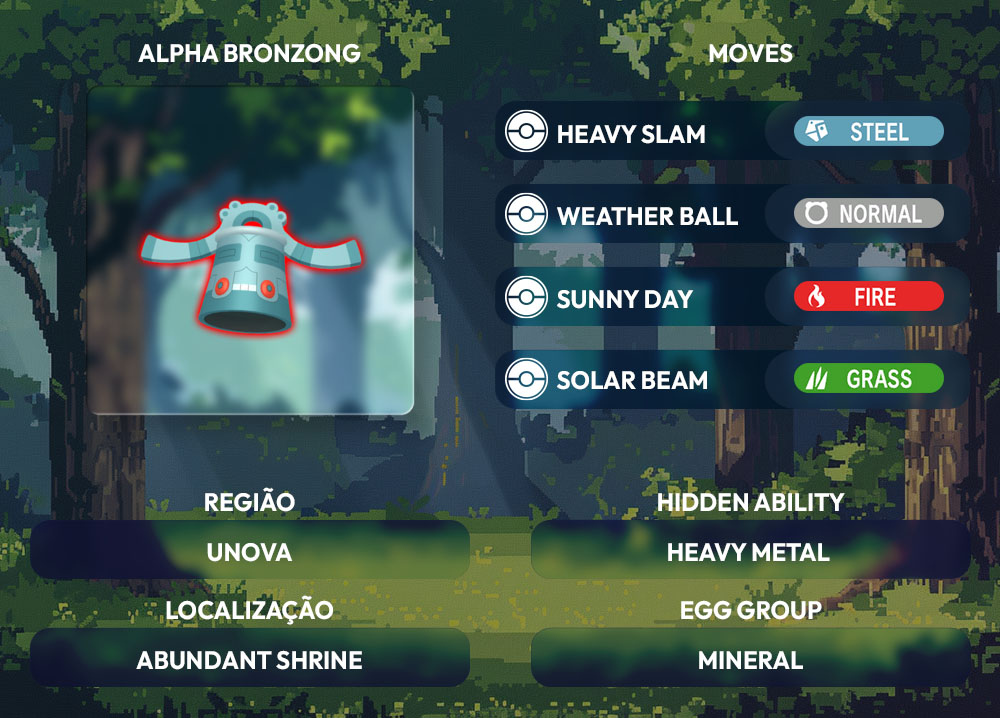 ALPHA BRONZONG
MOVES
HEAVY SLAM
STEEL
WEATHER BALL
NORMAL
SUNNY DAY
FIRE
SOLAR BEAM
GRASS
REGIÃO
UNOVA
HIDDEN ABILITY
HEAVY METAL
LOCALIZAÇÃO
ABUNDANT SHRINE
EGG GROUP
MINERAL